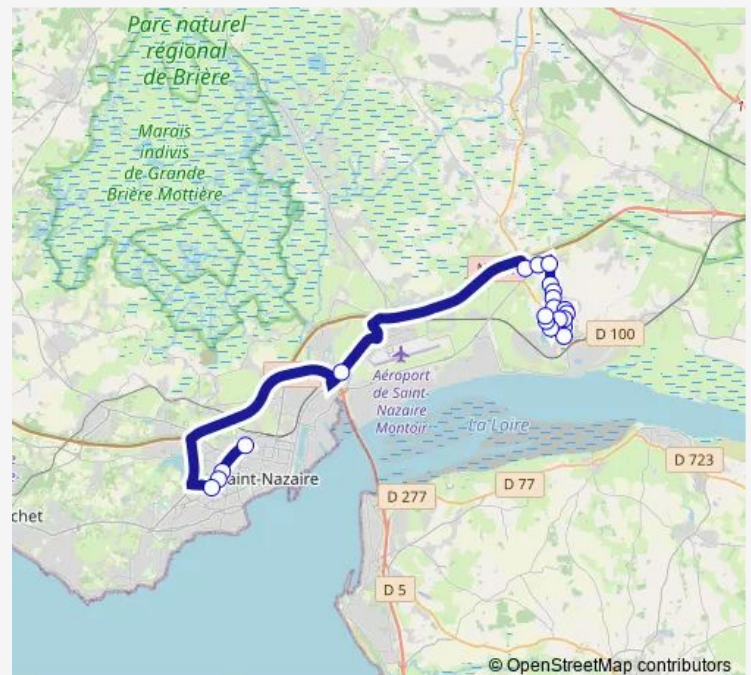 Parc naturel
régional
de Brière
Marais
indivis
de Grande
Brière Mottière
D 100
Aéroport
de Saint-
Nazaire
Montoir
La Loire
D 723
aint-Nazaire
D 277
D 77
chet
D 5
© OpenStreetMap contributors